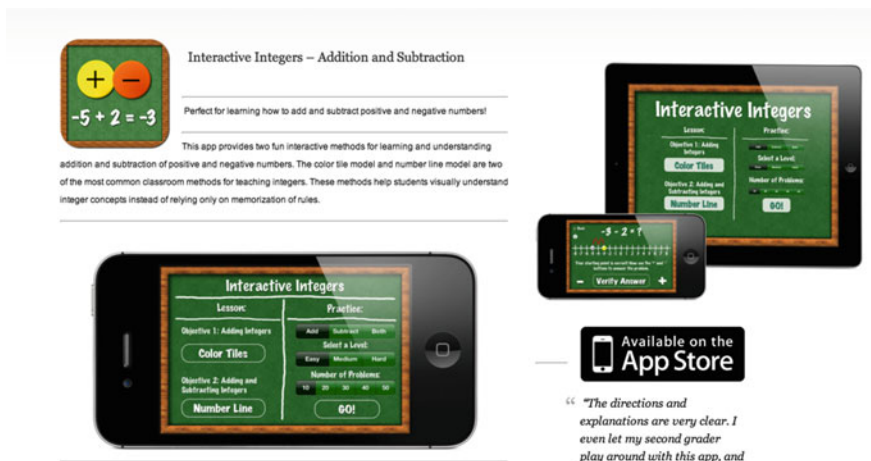 Interactive Integers – Addition and Subtraction
+ −
-5 + 2 = -3
Perfect for learning how to add and subtract positive and negative numbers!
This app provides two fun interactive methods for learning and understanding
addition and subtraction of positive and negative numbers. The color tile model and number line model are two
of the most common classroom methods for teaching integers. These methods help students visually understand
integer concepts instead of relying only on memorization of rules.
Interactive Integers
Lesson:
Objective 1: Adding Integers
Color Tiles
Objective 2: Adding and
Subtracting Integers
Number Line
Practice:
Add Subtract Both
Select a Level:
Easy Medium Hard
Number of Problems:
10 20 30 40 50
GO!
Interactive Integers
Lesson:
Objective 1: Adding
Integers
Color Tiles
Objective 2: Adding and
Subtracting Integers
Number Line
Practice:
Select a Level:
Number of Problems:
GO!
-3 - 2 = ?
− Verify Answer +
Available on the
App Store
“ "The directions and
explanations are very clear. I
even let my second grader
play around with this app, and